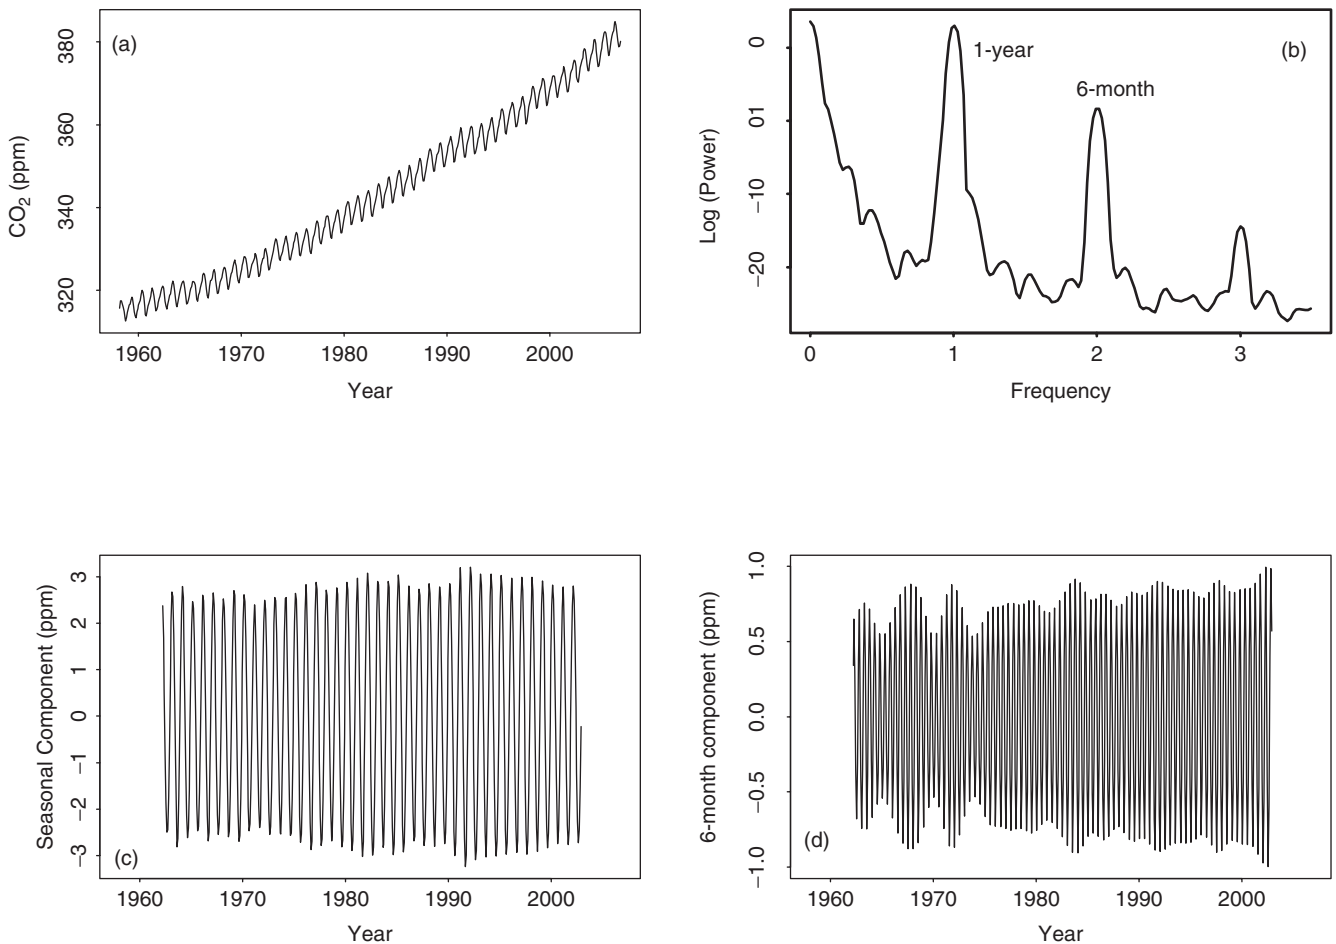 (a)
CO2 (ppm)
380
360
340
320
1960 1970 1980 1990 2000
Year
(b)
1-year
6-month
Log (Power)
0
01
−10
−20
0 1 2 3
Frequency
(c)
Seasonal Component (ppm)
3
2
1
0
−1
−2
−3
1960 1970 1980 1990 2000
Year
(d)
6-month component (ppm)
1.0
0.5
0.0
−0.5
−1.0
1960 1970 1980 1990 2000
Year